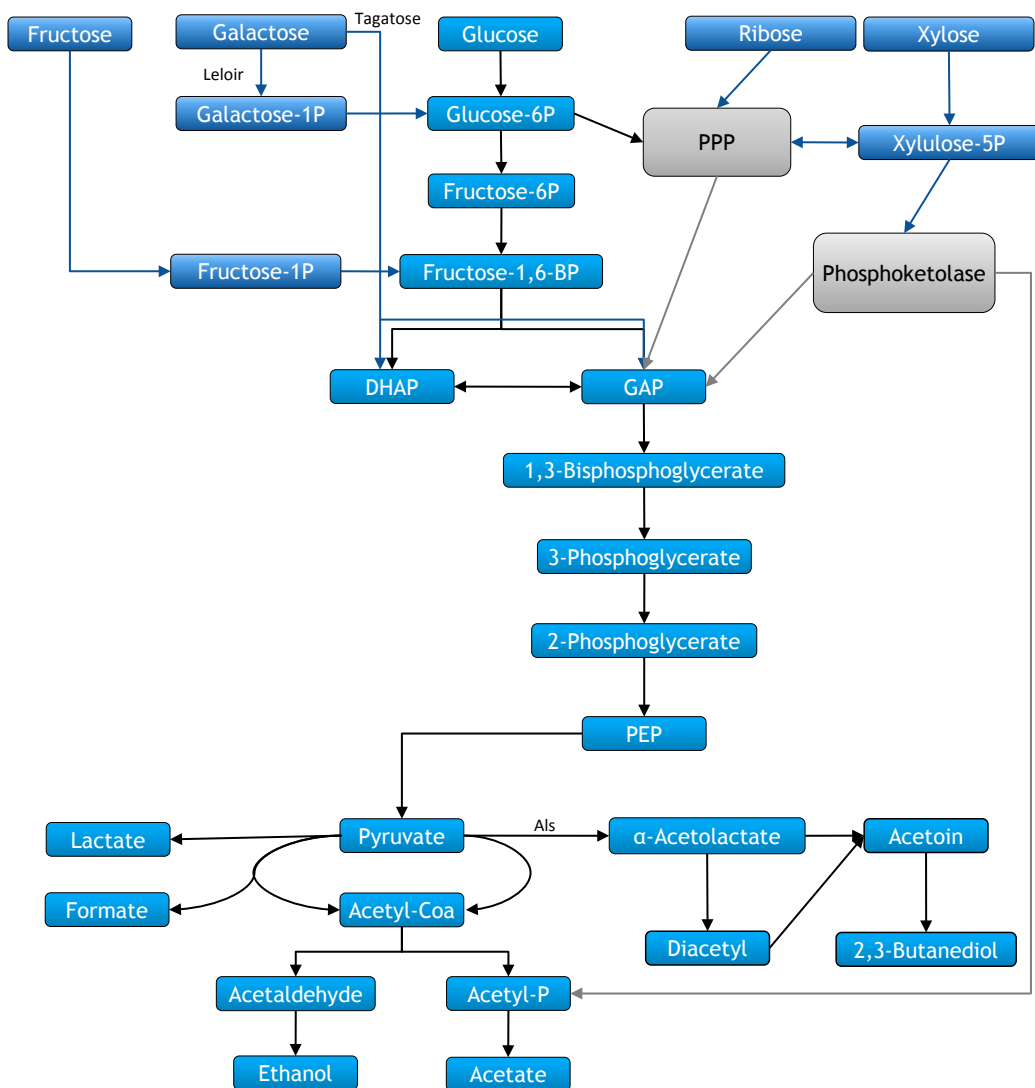 Tagatose
Fructose
Galactose
Glucose
Ribose
Xylose
Leloir
Galactose-1P
Glucose-6P
PPP
Xylulose-5P
Fructose-6P
Fructose-1P
Fructose-1,6-BP
Phosphoketolase
DHAP
GAP
1,3-Bisphosphoglycerate
3-Phosphoglycerate
2-Phosphoglycerate
PEP
Lactate
Pyruvate
Als
α-Acetolactate
Acetoin
Formate
Acetyl-Coa
Diacetyl
2,3-Butanediol
Acetaldehyde
Acetyl-P
Ethanol
Acetate